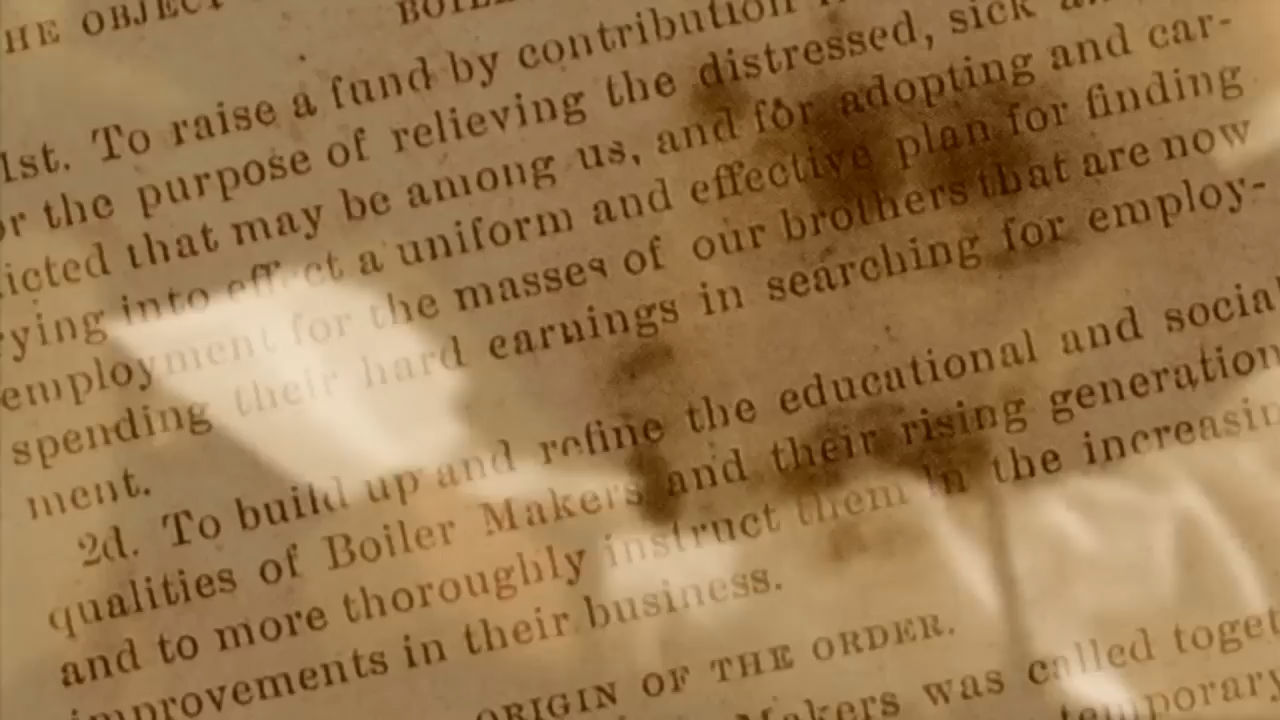 HE OBJECT
1st. To raise a fund by contribution
or the purpose of relieving the distressed, sick
icted that may be among us, and for adopting and car-
rying into effect a uniform and effective plan for finding
employment for the masses of our brothers that are now
spending their hard earnings in searching for employ-
ment.
2d. To build up and refine the educational and social
qualities of Boiler Makers and their rising generation
and to more thoroughly instruct them in the increasin
improvements in their business.
ORIGIN OF THE ORDER.
Makers was called toget
temporary